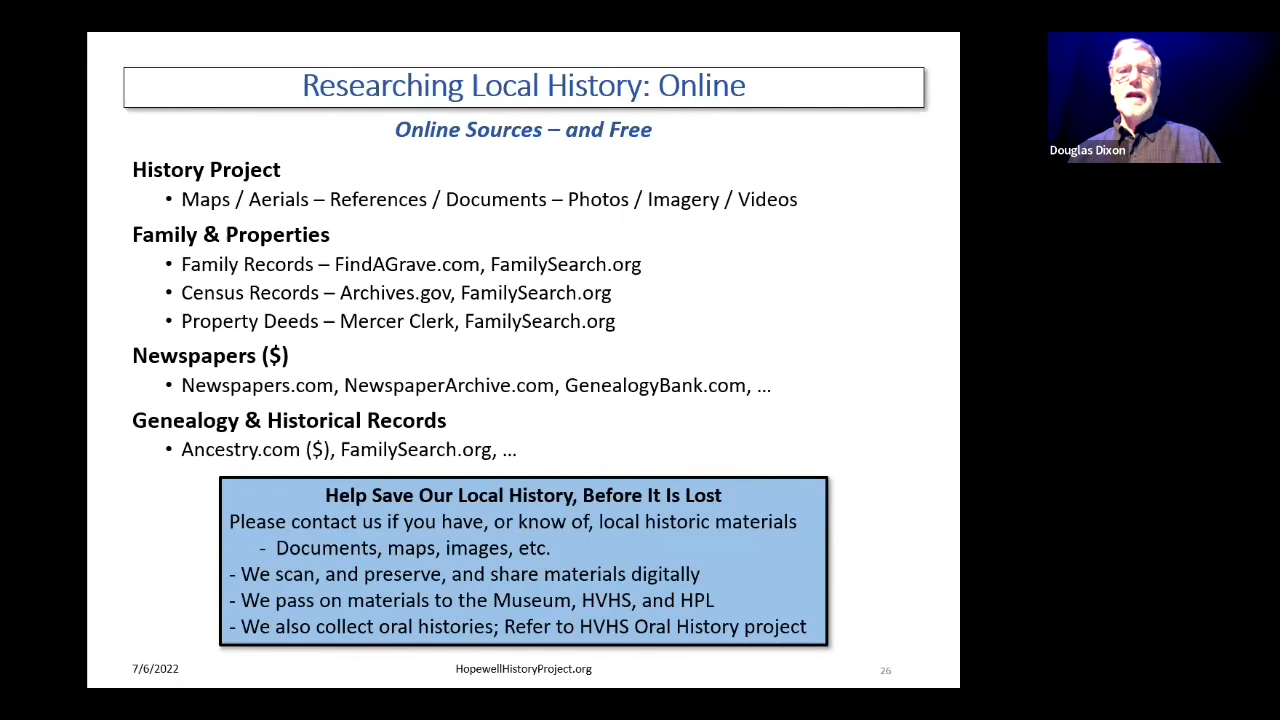 Researching Local History: Online
Online Sources – and Free
History Project
• Maps / Aerials – References / Documents – Photos / Imagery / Videos
Family & Properties
• Family Records – FindAGrave.com, FamilySearch.org
• Census Records – Archives.gov, FamilySearch.org
• Property Deeds – Mercer Clerk, FamilySearch.org
Newspapers ($)
• Newspapers.com, NewspaperArchive.com, GenealogyBank.com, ...
Genealogy & Historical Records
• Ancestry.com ($), FamilySearch.org, ...
Help Save Our Local History, Before It Is Lost
Please contact us if you have, or know of, local historic materials
- Documents, maps, images, etc.
- We scan, and preserve, and share materials digitally
- We pass on materials to the Museum, HVHS, and HPL
- We also collect oral histories; Refer to HVHS Oral History project
7/6/2022
HopewellHistoryProject.org
26
Douglas Dixon